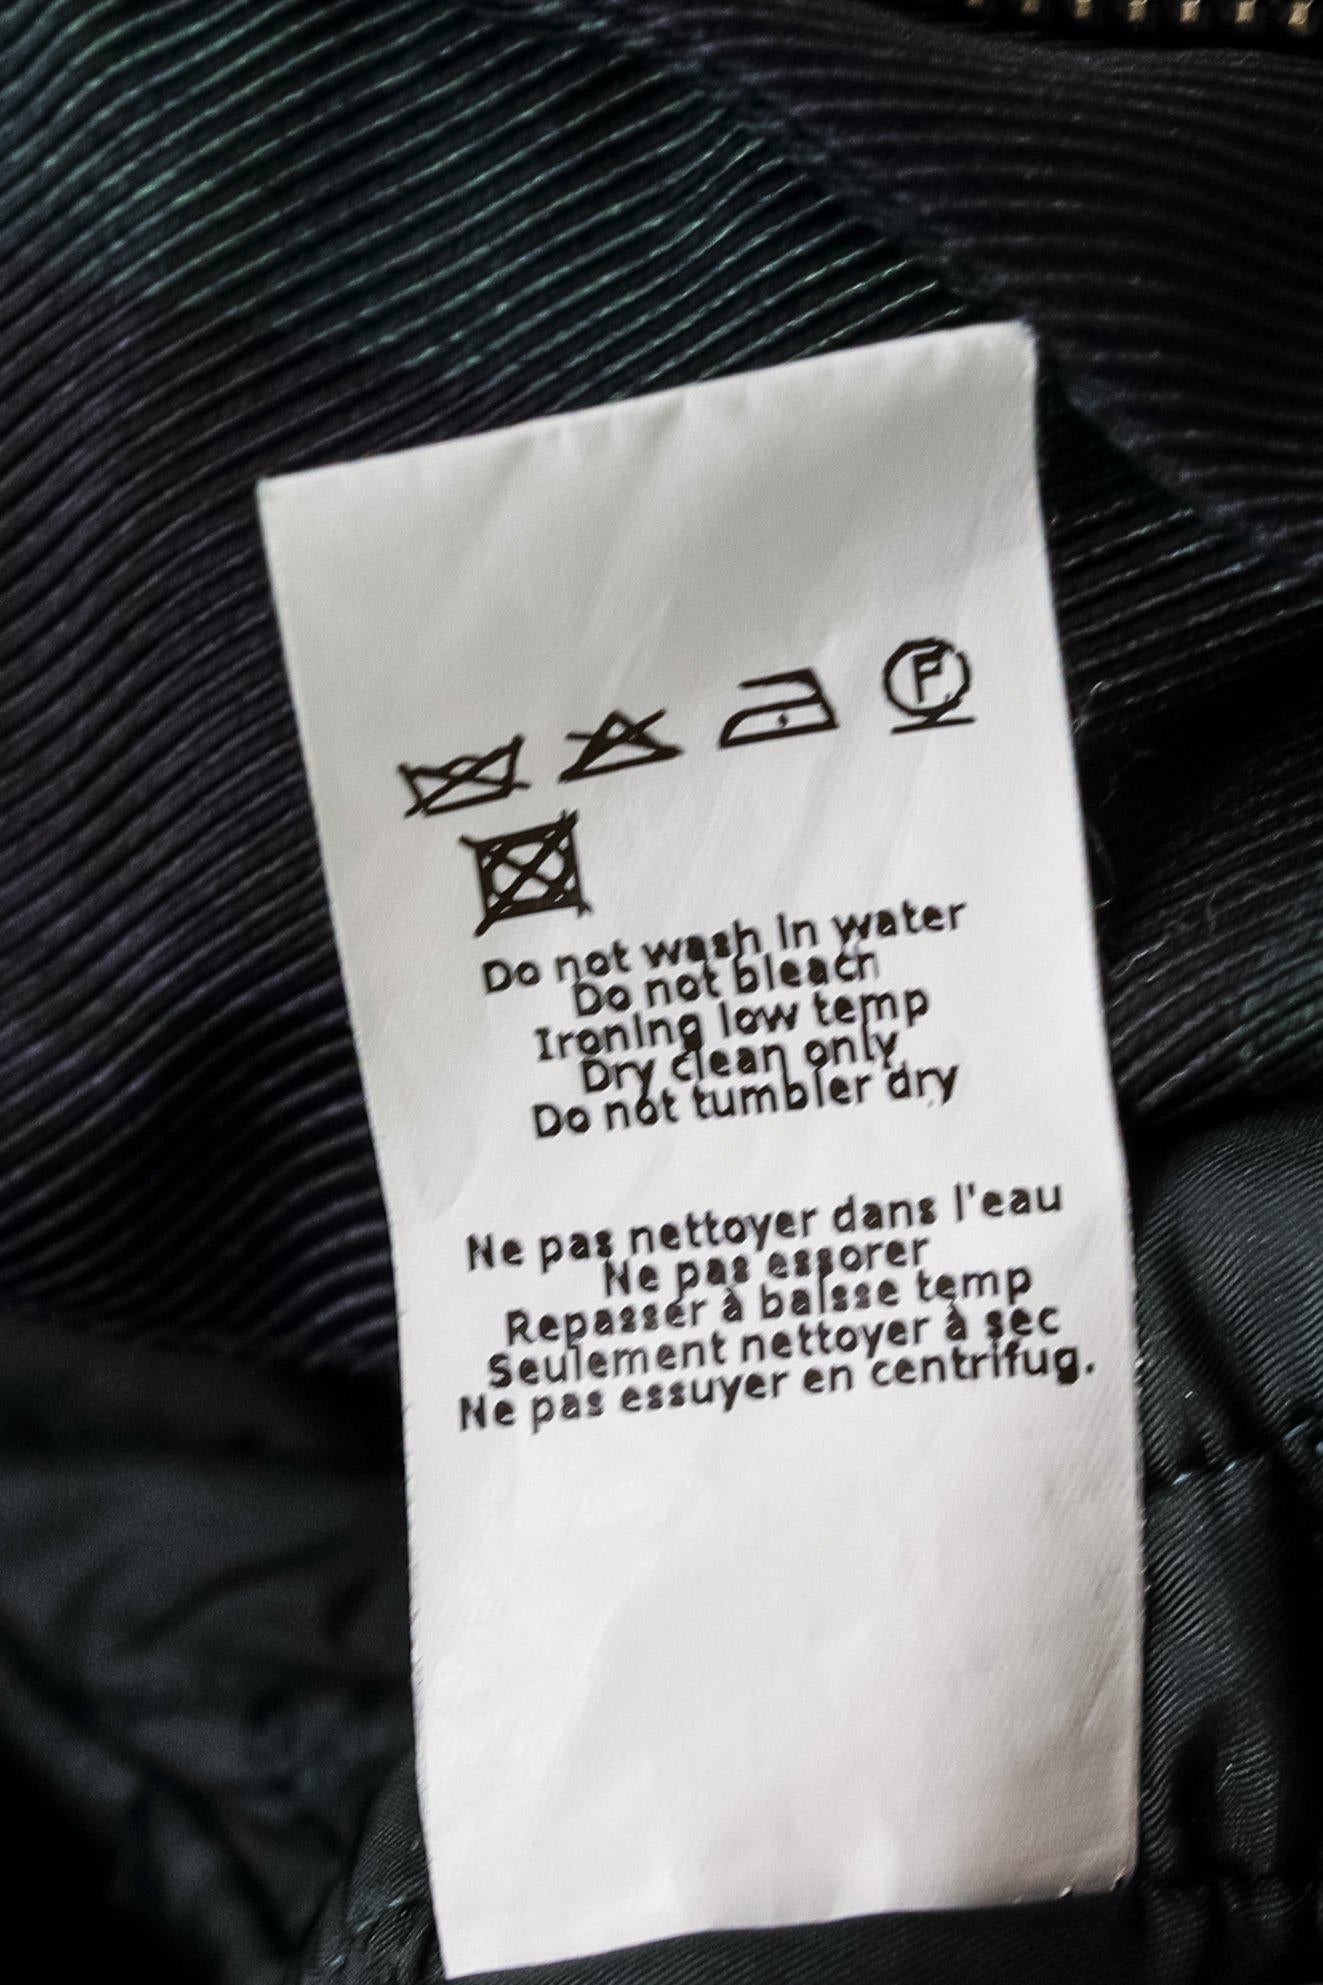 F
Do not wash in water
Do not bleach
Ironing low temp
Dry clean only
Do not tumbler dry
Ne pas nettoyer dans l'eau
Ne pas essorer
Repasser à baisse temp
Seulement nettoyer à sec
Ne pas essuyer en centrifug.